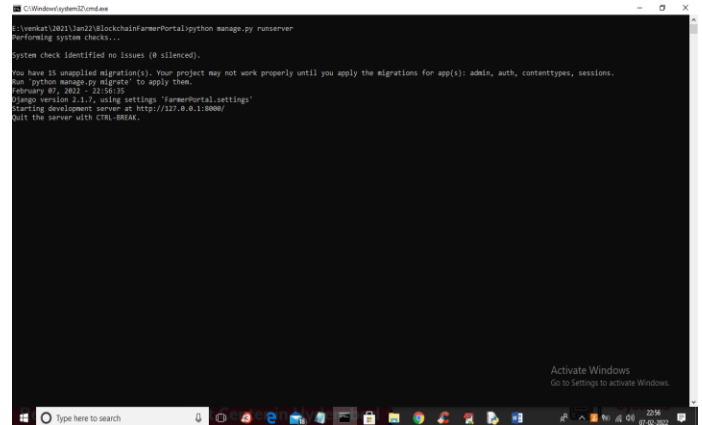 C:\Windows\system32\cmd.exe
E:\venkat\2021\Jan22\BlockchainFarmerPortal>python manage.py runserver
Performing system checks...
System check identified no issues (0 silenced).
You have 15 unapplied migration(s). Your project may not work properly until you apply the migrations for app(s): admin, auth, contenttypes, sessions.
Run 'python manage.py migrate' to apply them.
February 07, 2022 - 22:56:35
Django version 2.1.7, using settings 'FarmerPortal.settings'
Starting development server at http://127.0.0.1:8000/
Quit the server with CTRL-BREAK.
Activate Windows
Go to Settings to activate Windows.
Type here to search
22:56
07-02-2022